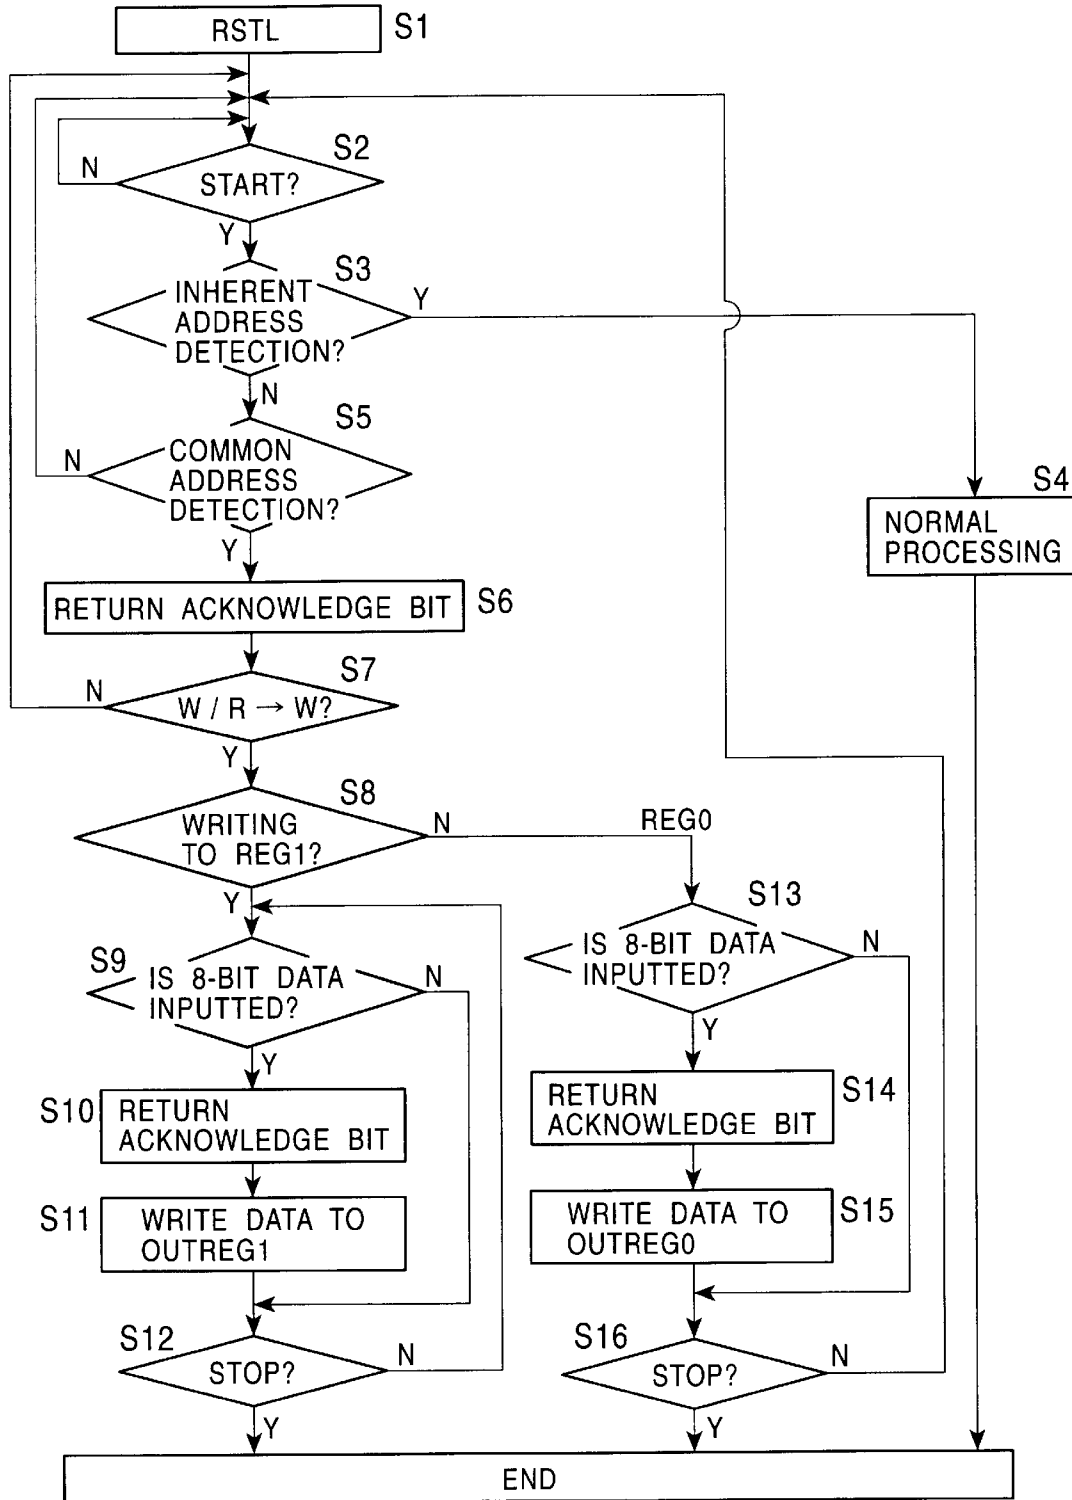 RSTL
S1
S2
START?
N
Y
S3
INHERENT
ADDRESS
DETECTION?
Y
N
S5
COMMON
ADDRESS
DETECTION?
N
Y
S4
NORMAL
PROCESSING
RETURN ACKNOWLEDGE BIT
S6
S7
W / R → W?
N
Y
S8
WRITING
TO REG1?
N
REG0
Y
S9
IS 8-BIT DATA
INPUTTED?
N
Y
S13
IS 8-BIT DATA
INPUTTED?
N
Y
S10
RETURN
ACKNOWLEDGE BIT
S14
RETURN
ACKNOWLEDGE BIT
S11
WRITE DATA TO
OUTREG1
S15
WRITE DATA TO
OUTREG0
S12
STOP?
N
Y
S16
STOP?
N
Y
END